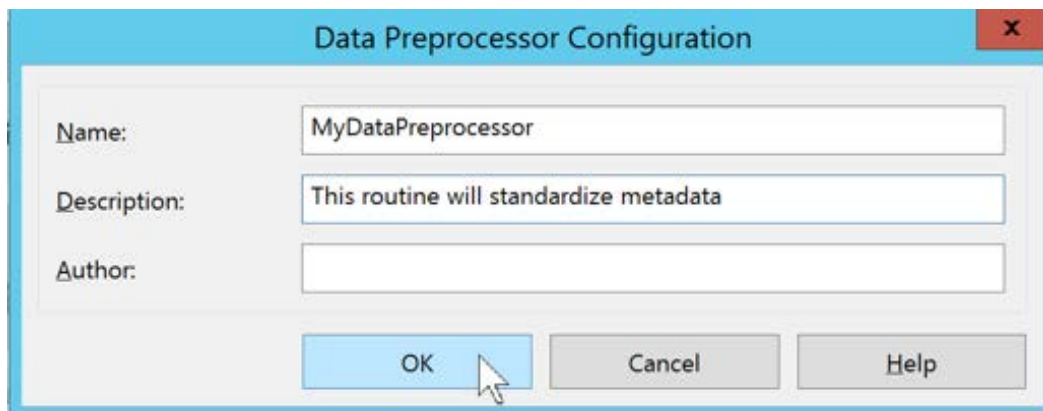 Data Preprocessor Configuration
x
Name:
MyDataPreprocessor
Description:
This routine will standardize metadata
Author:
OK
Cancel
Help